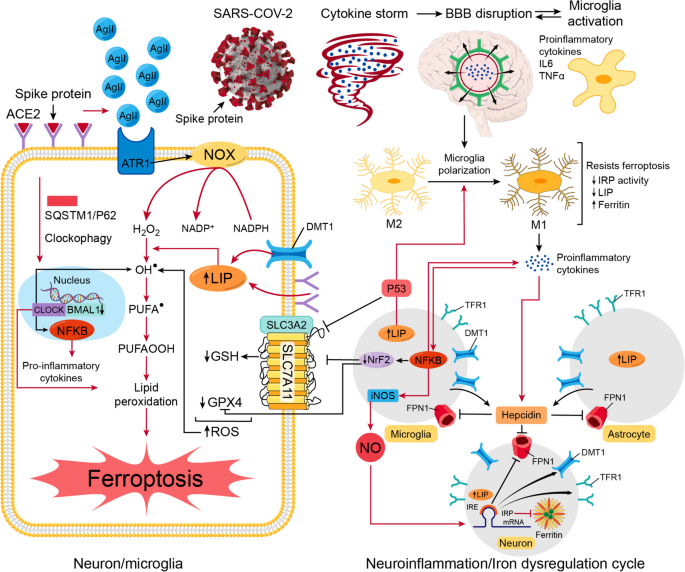 SARS-COV-2
Spike protein
AgII
AgII
AgII
AgII
AgII
AgII
Spike protein
ACE2
ATR1
NOX
SQSTM1/P62
Clockophagy
H2O2
NADP+
NADPH
DMT1
Nucleus
CLOCK
BMAL1↓
NFKB
Pro-inflammatory
cytokines
OH•
↑LIP
PUFA•
PUFAOOH
Lipid
peroxidation
SLC3A2
SLC7A11
↓GSH
↓GPX4
↑ROS
Ferroptosis
Neuron/microglia
Cytokine storm
BBB disruption
Microglia
activation
Proinflammatory
cytokines
IL6
TNFα
Microglia
polarization
M2
M1
Resists ferroptosis
↓ IRP activity
↓ LIP
↑ Ferritin
Proinflammatory
cytokines
P53
↑LIP
TFR1
DMT1
↓NrF2
NFKB
iNOS
NO
FPN1
Microglia
Hepcidin
TFR1
↑LIP
FPN1
Astrocyte
FPN1
DMT1
TFR1
↑LIP
IRE
IRP
mRNA
Ferritin
Neuron
Neuroinflammation/Iron dysregulation cycle